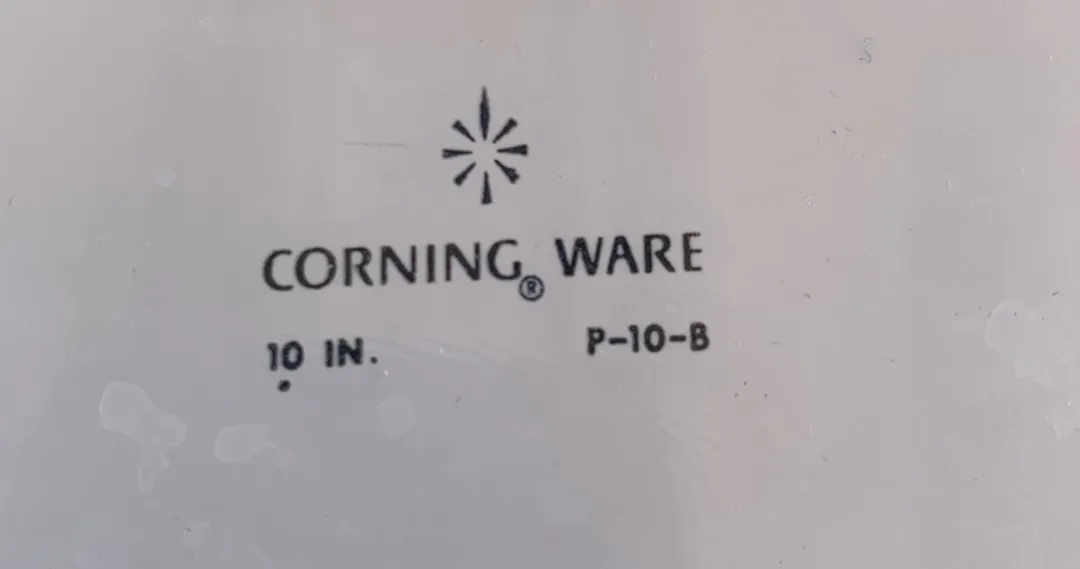 CORNING® WARE
10 IN. P-10-B